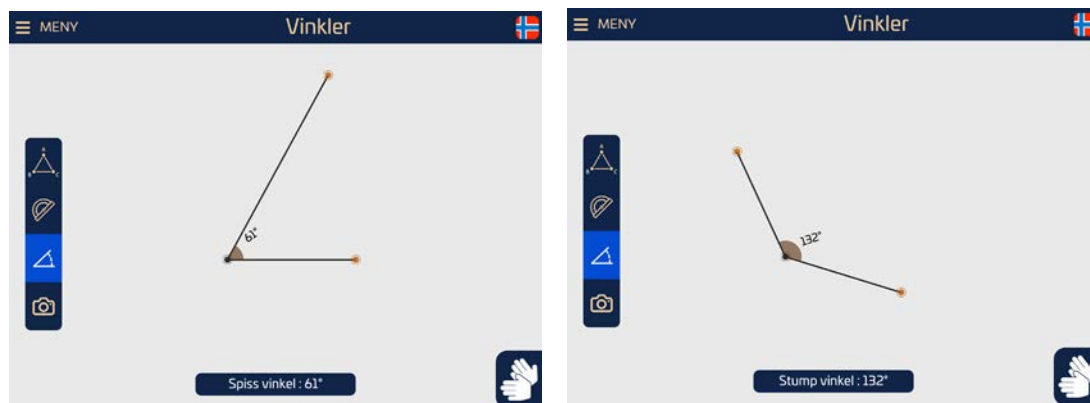 MENY
Vinkler
A
B
C
61°
Spiss vinkel : 61°
MENY
Vinkler
A
B
C
132°
Stump vinkel : 132°